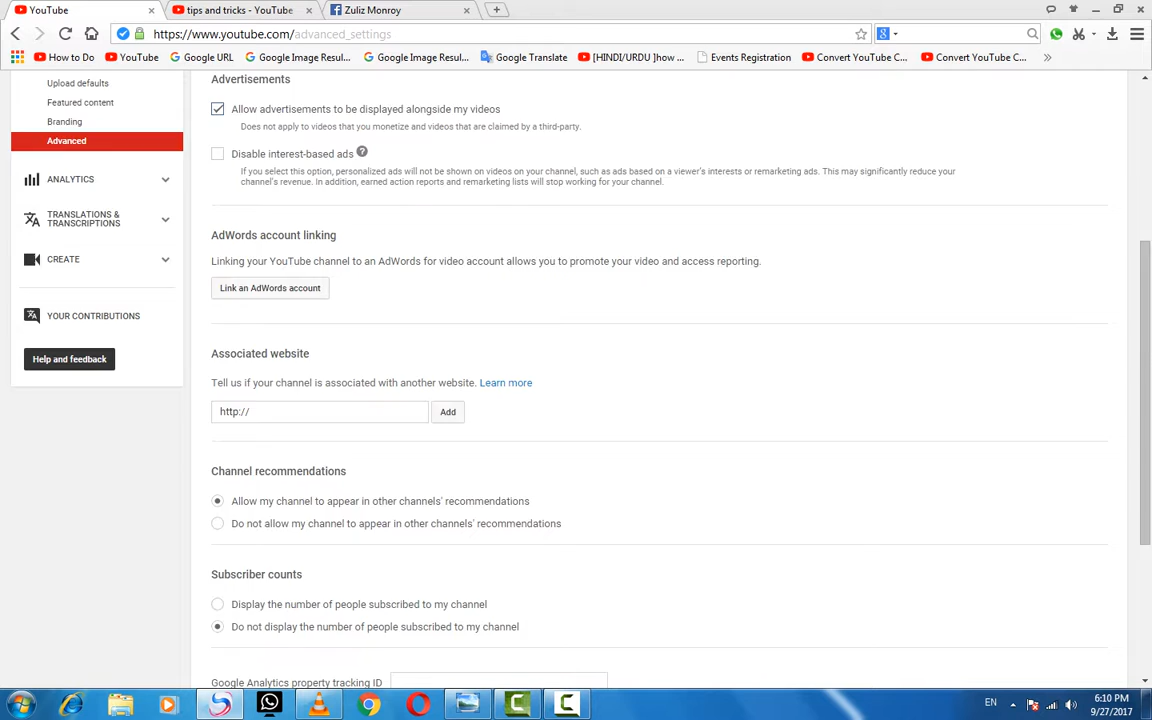 YouTube
tips and tricks - YouTube
Zuliz Monroy
https://www.youtube.com/advanced_settings
How to Do
YouTube
Google URL
Google Image Resul...
Google Image Resul...
Google Translate
[HINDI/URDU ]how ...
Events Registration
Convert YouTube C...
Convert YouTube C...
Upload defaults
Featured content
Branding
Advanced
ANALYTICS
TRANSLATIONS &
TRANSCRIPTIONS
CREATE
YOUR CONTRIBUTIONS
Help and feedback
Advertisements
Allow advertisements to be displayed alongside my videos
Does not apply to videos that you monetize and videos that are claimed by a third-party.
Disable interest-based ads ?
If you select this option, personalized ads will not be shown on videos on your channel, such as ads based on a viewer's interests or remarketing ads. This may significantly reduce your
channel's revenue. In addition, earned action reports and remarketing lists will stop working for your channel.
AdWords account linking
Linking your YouTube channel to an AdWords for video account allows you to promote your video and access reporting.
Link an AdWords account
Associated website
Tell us if your channel is associated with another website. Learn more
http://
Add
Channel recommendations
Allow my channel to appear in other channels' recommendations
Do not allow my channel to appear in other channels' recommendations
Subscriber counts
Display the number of people subscribed to my channel
Do not display the number of people subscribed to my channel
Google Analytics property tracking ID
EN
6:10 PM
9/27/2017